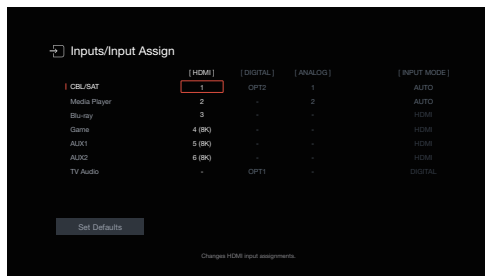 Inputs/Input Assign
[ HDMI ] [ DIGITAL ] [ ANALOG ] [ INPUT MODE ]
CBL/SAT 1 OPT2 1 AUTO
Media Player 2 - 2 AUTO
Blu-ray 3 - - HDMI
Game 4 (8K) - - HDMI
AUX1 5 (8K) - - HDMI
AUX2 6 (8K) - - HDMI
TV Audio - OPT1 - DIGITAL
Set Defaults
Changes HDMI input assignments.